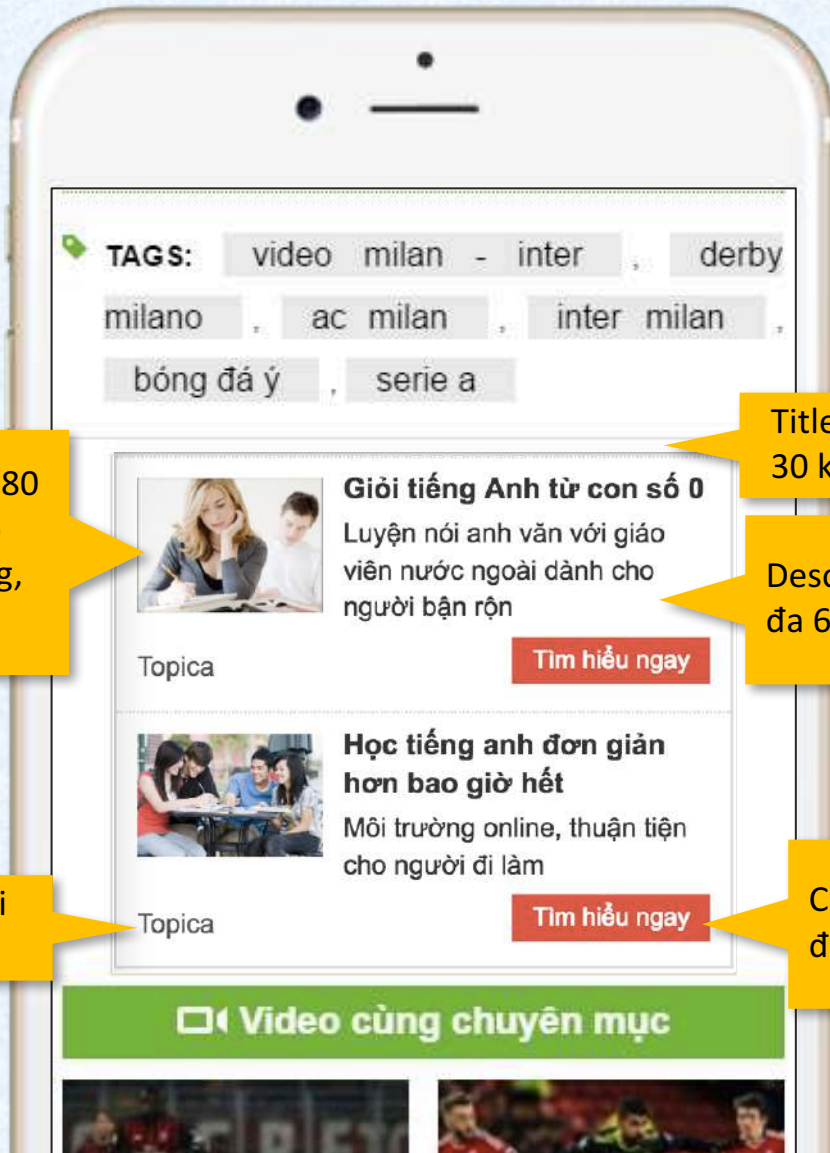 TAGS: video milan - inter , derby
milano , ac milan , inter milan ,
bóng đá ý , serie a
Title
30 k
80
g,
Giỏi tiếng Anh từ con số 0
Luyện nói anh văn với giáo
viên nước ngoài dành cho
người bận rộn
Desc
đa 6
Topica
Tìm hiểu ngay
Học tiếng anh đơn giản
hơn bao giờ hết
Môi trường online, thuận tiện
cho người đi làm
i
Topica
Tìm hiểu ngay
C
đ
Video cùng chuyên mục